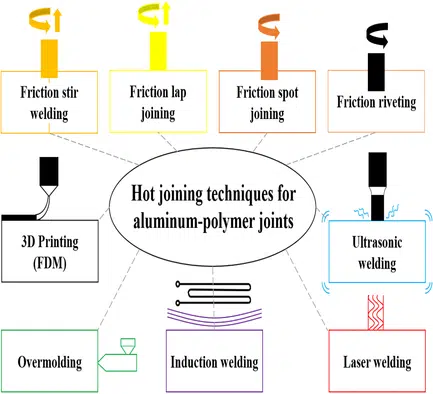 Friction stir
welding
Friction lap
joining
Friction spot
joining
Friction riveting
Hot joining techniques for
aluminum-polymer joints
3D Printing
(FDM)
Ultrasonic
welding
Overmolding
Induction welding
Laser welding